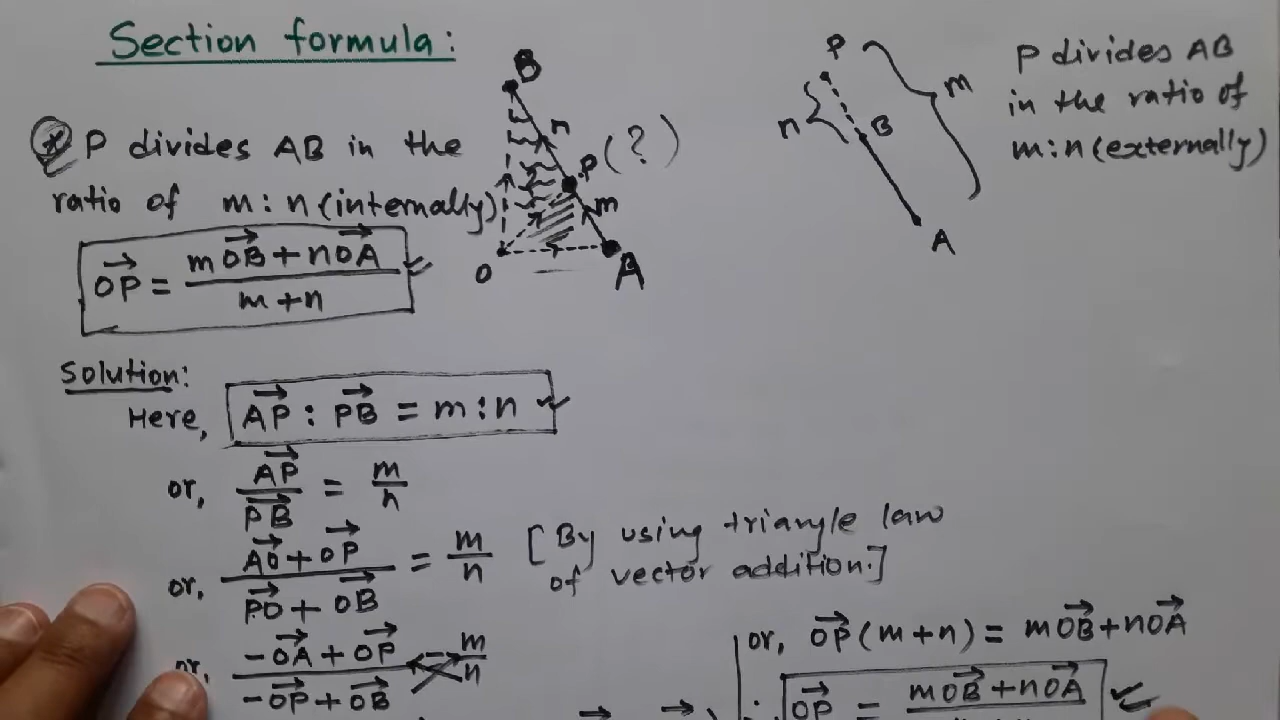 Section formula:
* P divides AB in the
ratio of m:n (internally)
OP→ = (m OB→ + n OA→) / (m+n)
B
n
P (?)
m
O
A
P
m
n
B
A
P divides AB
in the ratio of
m:n (externally)
Solution:
Here, AP→ : PB→ = m:n
or, AP→ / PB→ = m/n
or, (AO→ + OP→) / (PO→ + OB→) = m/n [By using triangle law
of vector addition.]
or, (-OA→ + OP→) / (-OP→ + OB→) = m/n
or, OP→ (m+n) = m OB→ + n OA→
∴ OP→ = m OB→ + n OA→